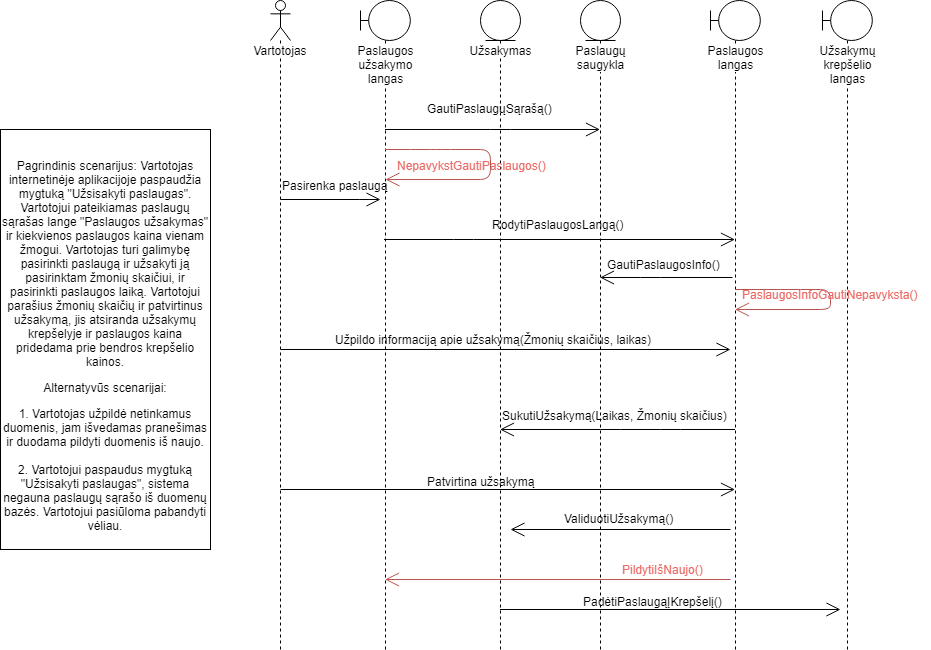 Vartotojas
Paslaugos
užsakymo
langas
Užsakymas
Paslaugų
saugykla
Paslaugos
langas
Užsakymų
krepšelio
langas
GautiPaslaugųSąrašą()
NepavykstGautiPaslaugos()
Pasirenka paslaugą
RodytiPaslaugosLangą()
GautiPaslaugosInfo()
PaslaugosInfoGautiNepavyksta()
Užpildo informaciją apie užsakymą(Žmonių skaičius, laikas)
SukutiUžsakymą(Laikas, Žmonių skaičius)
Patvirtina užsakymą
ValiduotiUžsakymą()
PildytiIšNaujo()
PadėtiPaslaugąĮKrepšelį()
Pagrindinis scenarijus: Vartotojas
internetinėje aplikacijoje paspaudžia
mygtuką "Užsisakyti paslaugas".
Vartotojui pateikiamas paslaugų
sąrašas lange "Paslaugos užsakymas"
ir kiekvienos paslaugos kaina vienam
žmogui. Vartotojas turi galimybę
pasirinkti paslaugą ir užsakyti ją
pasirinktam žmonių skaičiui, ir
pasirinkti paslaugos laiką. Vartotojui
parašius žmonių skaičių ir patvirtinus
užsakymą, jis atsiranda užsakymų
krepšelyje ir paslaugos kaina
pridedama prie bendros krepšelio
kainos.
Alternatyvūs scenarijai:
1. Vartotojas užpildė netinkamus
duomenis, jam išvedamas pranešimas
ir duodama pildyti duomenis iš naujo.
2. Vartotojui paspaudus mygtuką
"Užsisakyti paslaugas", sistema
negauna paslaugų sąrašo iš duomenų
bazės. Vartotojui pasiūloma pabandyti
vėliau.